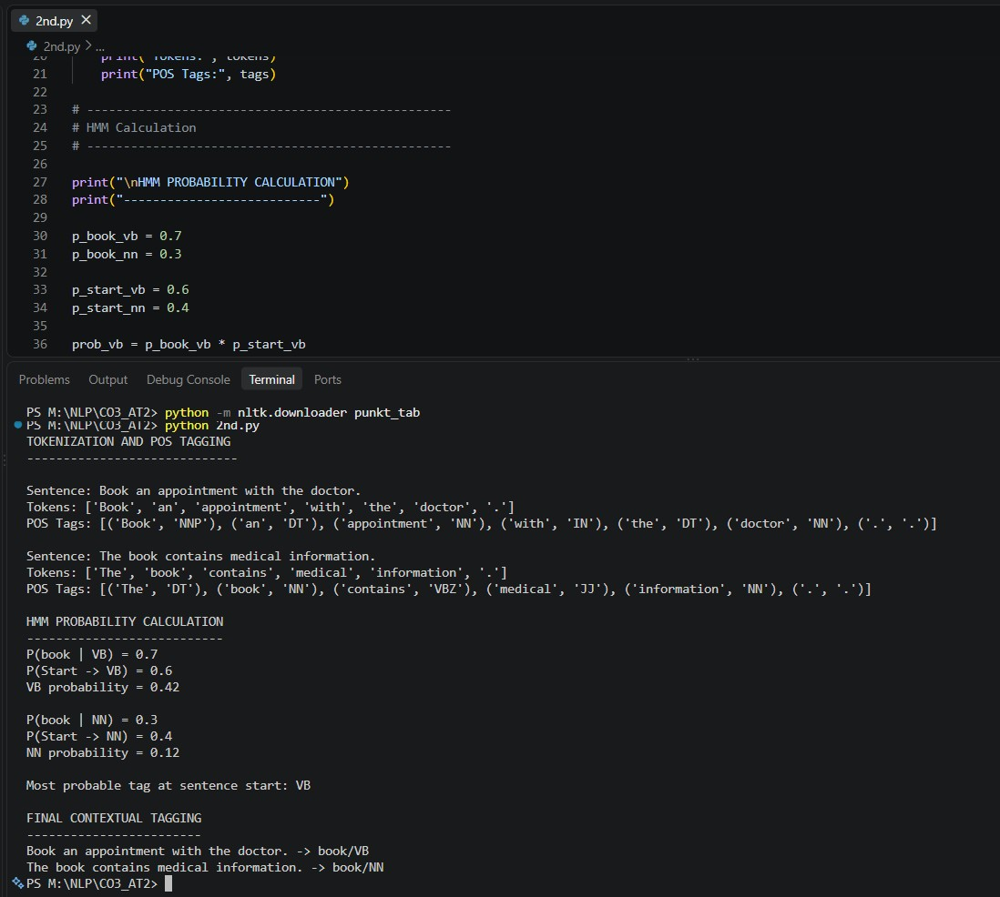 2nd.py
2nd.py > ...
20 print("Tokens:", tokens)
21 print("POS Tags:", tags)
22
23 # --------------------------------------------------
24 # HMM Calculation
25 # --------------------------------------------------
26
27 print("\nHMM PROBABILITY CALCULATION")
28 print("---------------------------")
29
30 p_book_vb = 0.7
31 p_book_nn = 0.3
32
33 p_start_vb = 0.6
34 p_start_nn = 0.4
35
36 prob_vb = p_book_vb * p_start_vb
Problems Output Debug Console Terminal Ports
PS M:\NLP\CO3_AT2> python -m nltk.downloader punkt_tab
PS M:\NLP\CO3_AT2> python 2nd.py
TOKENIZATION AND POS TAGGING
-----------------------------
Sentence: Book an appointment with the doctor.
Tokens: ['Book', 'an', 'appointment', 'with', 'the', 'doctor', '.']
POS Tags: [('Book', 'NNP'), ('an', 'DT'), ('appointment', 'NN'), ('with', 'IN'), ('the', 'DT'), ('doctor', 'NN'), ('.', '.')]
Sentence: The book contains medical information.
Tokens: ['The', 'book', 'contains', 'medical', 'information', '.']
POS Tags: [('The', 'DT'), ('book', 'NN'), ('contains', 'VBZ'), ('medical', 'JJ'), ('information', 'NN'), ('.', '.')]
HMM PROBABILITY CALCULATION
---------------------------
P(book | VB) = 0.7
P(Start -> VB) = 0.6
VB probability = 0.42
P(book | NN) = 0.3
P(Start -> NN) = 0.4
NN probability = 0.12
Most probable tag at sentence start: VB
FINAL CONTEXTUAL TAGGING
------------------------
Book an appointment with the doctor. -> book/VB
The book contains medical information. -> book/NN
PS M:\NLP\CO3_AT2>